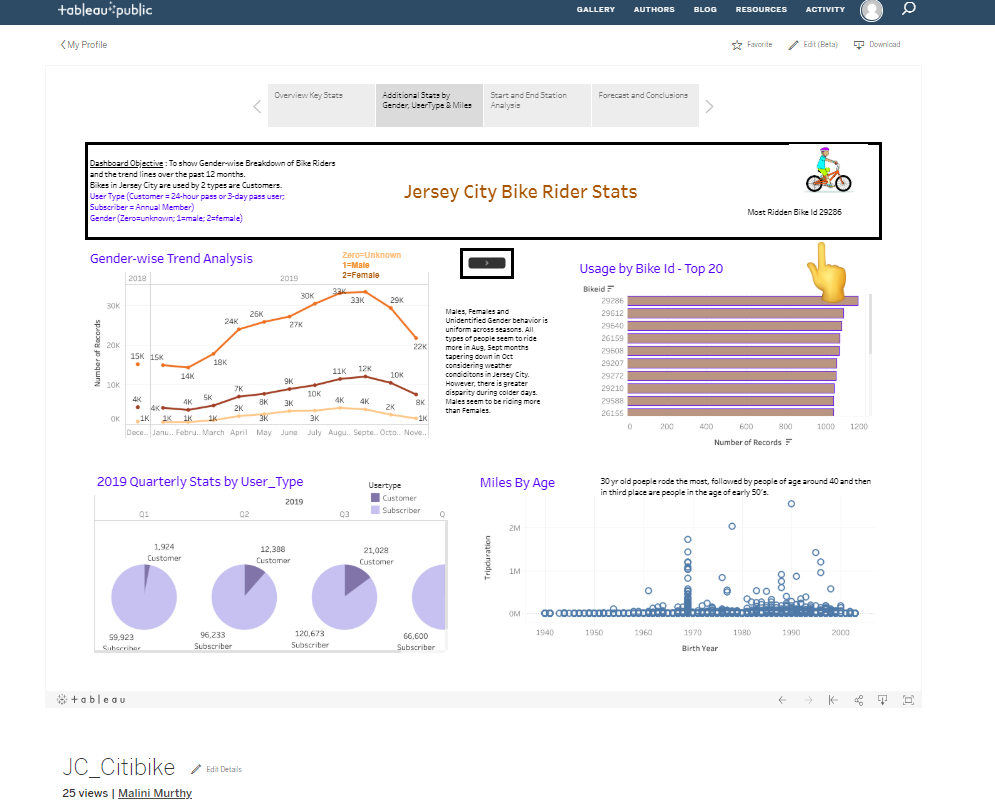 +ableau public
GALLERY AUTHORS BLOG RESOURCES ACTIVITY
My Profile
Favorite Edit (Beta) Download
Overview Key Stats
Additional Stats by
Gender, UserType & Miles
Start and End Station
Analysis
Forecast and Conclusions
Dashboard Objective : To show Gender-wise Breakdown of Bike Riders
and the trend lines over the past 12 months.
Bikes in Jersey City are used by 2 types are Customers.
User Type (Customer = 24-hour pass or 3-day pass user;
Subscriber = Annual Member)
Gender (Zero=unknown; 1=male; 2=female)
Jersey City Bike Rider Stats
Most Ridden Bike Id 29286
Gender-wise Trend Analysis
Zero=Unknown
1=Male
2=Female
2018 2019
Number of Records
30K
20K
10K
0K
15K 15K 14K 18K 24K 26K 27K 30K 33K 33K 29K 22K
4K 4K 4K 5K 7K 8K 9K 10K 11K 12K 10K 8K
1K 1K 1K 1K 2K 3K 3K 3K 4K 4K 2K 1K
Dece.. Janu.. Febru.. March April May June July Augu.. Septe.. Octo.. Nove..
Males, Females and
Unidentified Gender behavior is
uniform across seasons. All
types of people seem to ride
more in Aug, Sept months
tapering down in Oct
considering weather
condiditons in Jersey City.
However, there is greater
disparity during colder days.
Males seem to be riding more
than Females.
Usage by Bike Id - Top 20
Bikeid
29286
29612
29640
26159
29608
29207
29272
29210
29588
26155
0 200 400 600 800 1000 1200
Number of Records
2019 Quarterly Stats by User_Type
Usertype
Customer
Subscriber
2019
Q1 Q2 Q3 Q
1,924
Customer
59,923
Subscriber
12,388
Customer
96,233
Subscriber
21,028
Customer
120,673
Subscriber
66,600
Subscriber
Miles By Age
30 yr old poeple rode the most, followed by people of age around 40 and then
in third place are people in the age of early 50's.
Tripduration
2M
1M
0M
1940 1950 1960 1970 1980 1990 2000
Birth Year
+ a b | e a u
JC_Citibike
Edit Details
25 views | Malini Murthy